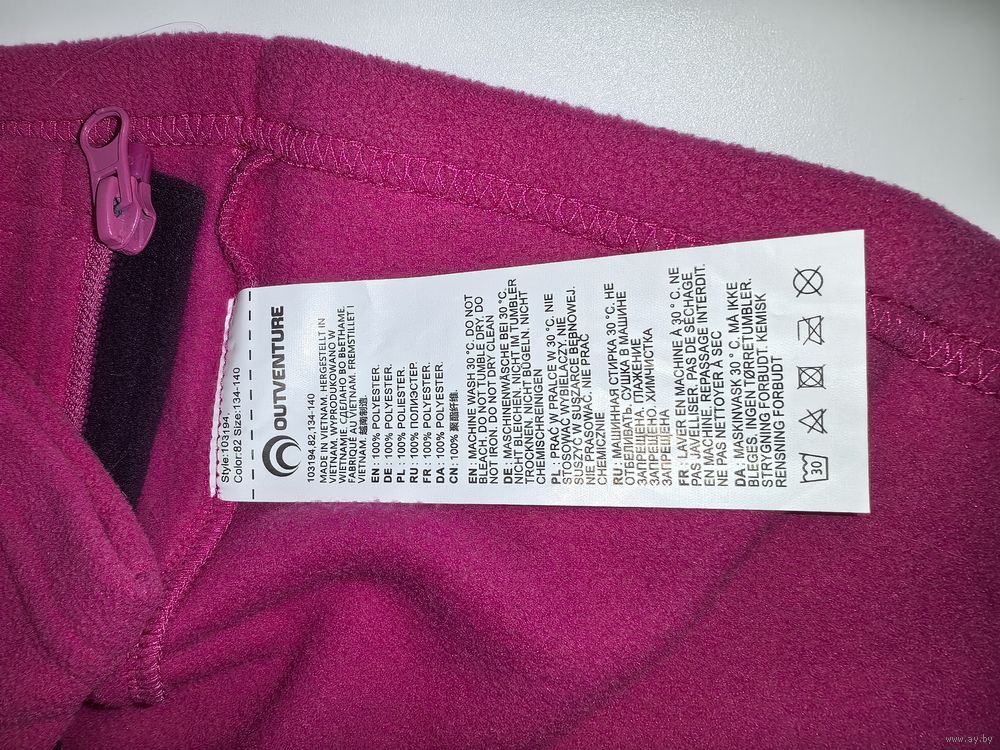 Style:103194,
Color:82 Size:134-140
OUTVENTURE
103194,82,134-140
MADE IN VIETNAM. HERGESTELLT IN
VIETNAM. WYPRODUKOWANO W
WIETNAMIE. СДЕЛАНО ВО ВЬЕТНАМЕ.
FABRIQUÉ AU VIETNAM. FREMSTILLET I
VIETNAM. 越南制造.
EN: 100% POLYESTER.
DE: 100% POLYESTER.
PL: 100% POLIESTER.
RU: 100% ПОЛИЭСТЕР.
FR: 100% POLYESTER.
DA: 100% POLYESTER.
CN: 100% 聚酯纤维.
EN: MACHINE WASH 30 °C. DO NOT
BLEACH. DO NOT TUMBLE DRY. DO
NOT IRON. DO NOT DRY CLEAN
DE: MASCHINENWÄSCHE BEI 30 °C.
NICHT BLEICHEN. NICHT IM TUMBLER
TROCKNEN. NICHT BÜGELN. NICHT
CHEMISCHREINIGEN
PL: PRAĆ W PRALCE W 30 °C. NIE
STOSOWAĆ WYBIELACZY. NIE
SUSZYĆ W SUSZARCE BĘBNOWEJ.
NIE PRASOWAĆ. NIE PRAĆ
CHEMICZNIE
RU: МАШИННАЯ СТИРКА 30 °C. НЕ
ОТБЕЛИВАТЬ. СУШКА В МАШИНЕ
ЗАПРЕЩЕНА. ГЛАЖЕНИЕ
ЗАПРЕЩЕНО. ХИМЧИСТКА
ЗАПРЕЩЕНА
FR: LAVER EN MACHINE À 30 ° C. NE
PAS JAVELLISER. PAS DE SÉCHAGE
EN MACHINE. REPASSAGE INTERDIT.
NE PAS NETTOYER À SEC
DA: MASKINVASK 30 ° C. MÅ IKKE
BLEGES. INGEN TØRRETUMBLER.
STRYGNING FORBUDT. KEMISK
RENSNING FORBUDT
30
www.ay.by